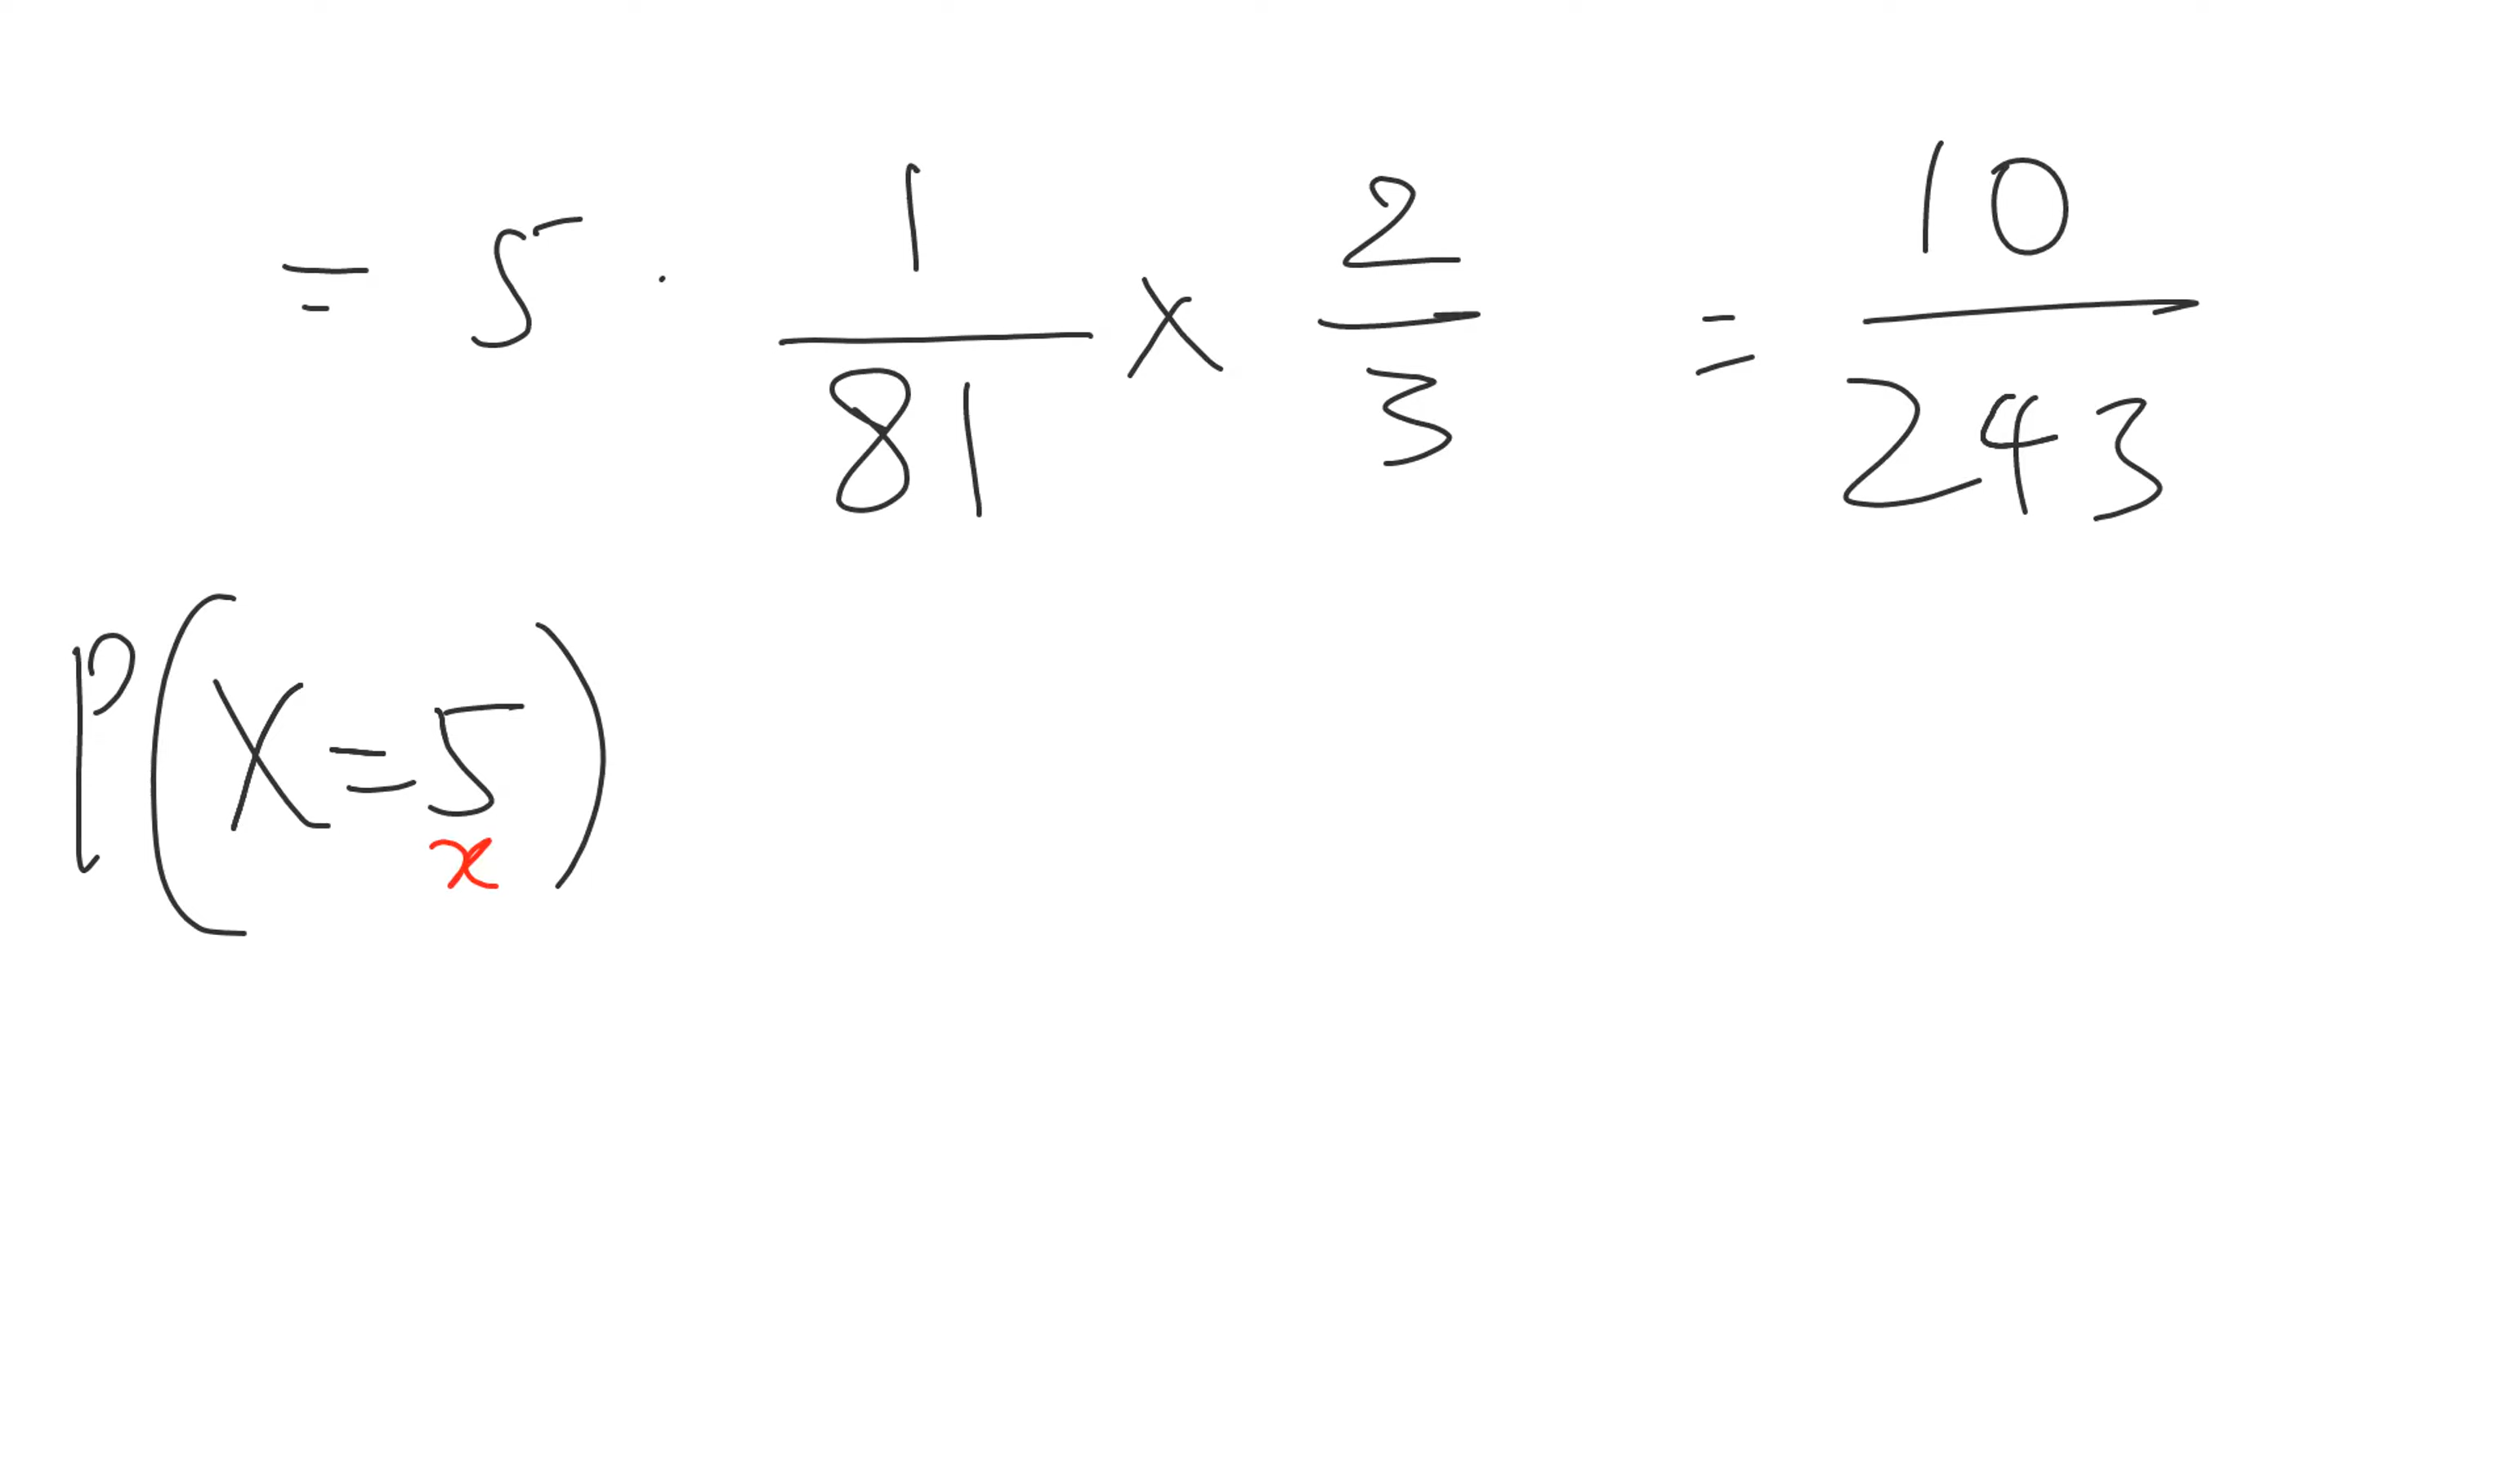 = 5 · 1/81 × 2/3 = 10/243
P(X=5)
x